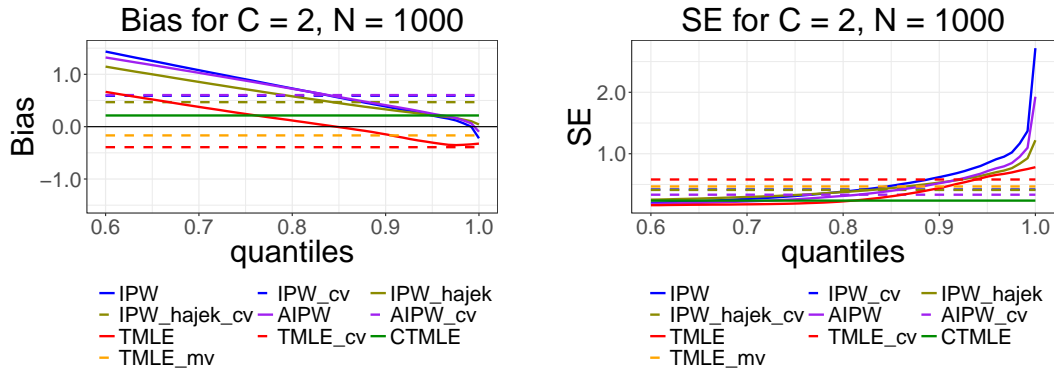 Bias for C = 2, N = 1000
1.0
0.0
−1.0
Bias
0.6 0.7 0.8 0.9 1.0
quantiles
IPW IPW_cv IPW_hajek
IPW_hajek_cv AIPW AIPW_cv
TMLE TMLE_cv CTMLE
TMLE_mv
SE for C = 2, N = 1000
2.0
1.0
SE
0.6 0.7 0.8 0.9 1.0
quantiles
IPW IPW_cv IPW_hajek
IPW_hajek_cv AIPW AIPW_cv
TMLE TMLE_cv CTMLE
TMLE_mv